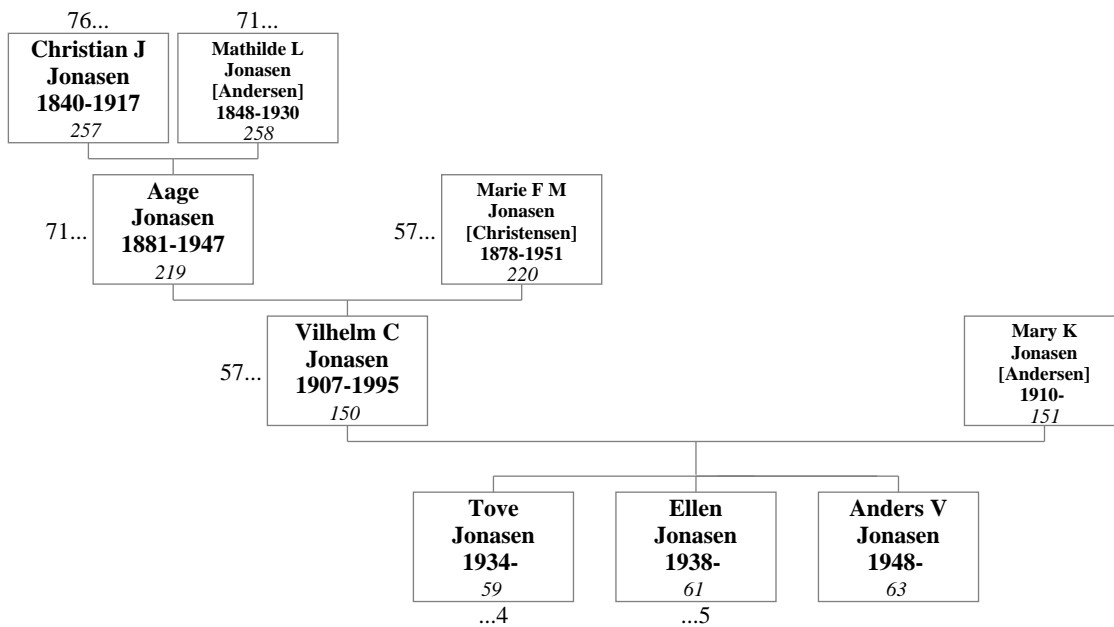 76...
71...
Christian J
Jonasen
1840-1917
257
Mathilde L
Jonasen
[Andersen]
1848-1930
258
71...
Aage
Jonasen
1881-1947
219
57...
Marie F M
Jonasen
[Christensen]
1878-1951
220
57...
Vilhelm C
Jonasen
1907-1995
150
Mary K
Jonasen
[Andersen]
1910-
151
Tove
Jonasen
1934-
59
Ellen
Jonasen
1938-
61
Anders V
Jonasen
1948-
63
...4
...5